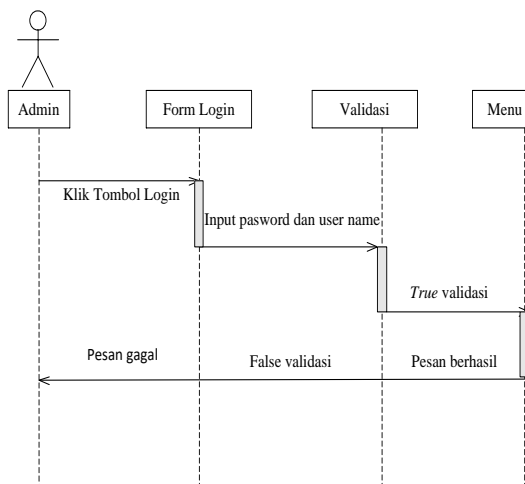 Admin
Form Login
Validasi
Menu
Klik Tombol Login
Input pasword dan user name
True validasi
Pesan gagal
False validasi
Pesan berhasil